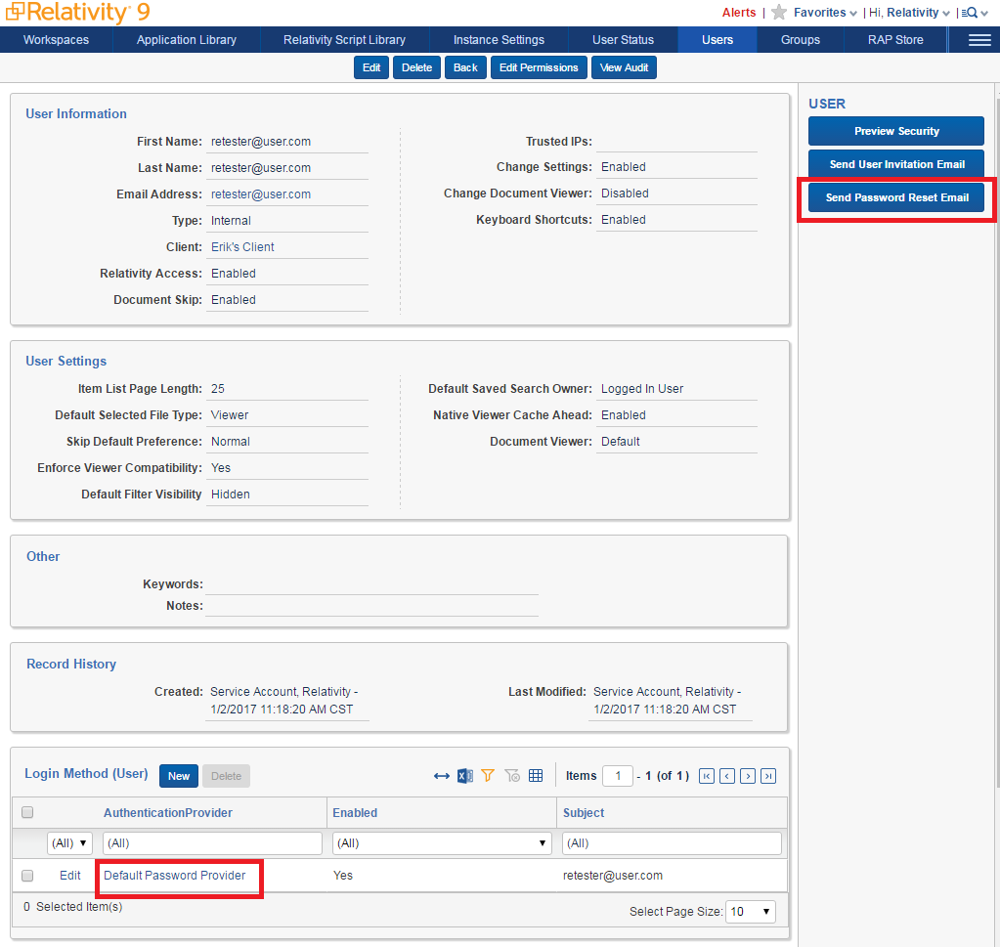 Relativity 9
Alerts | Favorites | Hi, Relativity |
Workspaces Application Library Relativity Script Library Instance Settings User Status Users Groups RAP Store
Edit Delete Back Edit Permissions View Audit
User Information
First Name: retester@user.com
Last Name: retester@user.com
Email Address: retester@user.com
Type: Internal
Client: Erik's Client
Relativity Access: Enabled
Document Skip: Enabled
Trusted IPs:
Change Settings: Enabled
Change Document Viewer: Disabled
Keyboard Shortcuts: Enabled
USER
Preview Security
Send User Invitation Email
Send Password Reset Email
User Settings
Item List Page Length: 25
Default Selected File Type: Viewer
Skip Default Preference: Normal
Enforce Viewer Compatibility: Yes
Default Filter Visibility Hidden
Default Saved Search Owner: Logged In User
Native Viewer Cache Ahead: Enabled
Document Viewer: Default
Other
Keywords:
Notes:
Record History
Created: Service Account, Relativity -
1/2/2017 11:18:20 AM CST
Last Modified: Service Account, Relativity -
1/2/2017 11:18:20 AM CST
Login Method (User) New Delete Items 1 - 1 (of 1)
AuthenticationProvider Enabled Subject
(All) (All) (All) (All)
Edit Default Password Provider Yes retester@user.com
0 Selected Item(s)
Select Page Size: 10